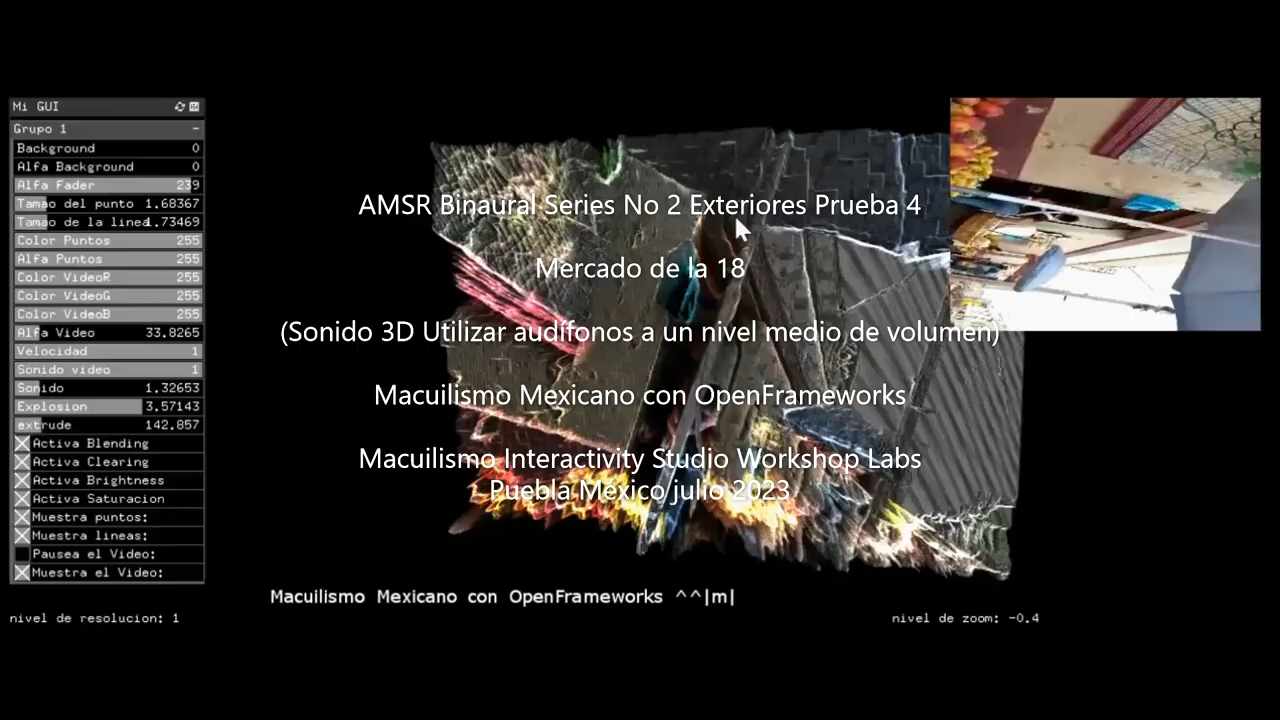 Mi GUI
Grupo 1 -
Background 0
Alfa Background 0
Alfa Fader 239
Tamao del punto 1.68367
Tamao de la linea 1.73469
Color Puntos 255
Alfa Puntos 255
Color VideoR 255
Color VideoG 255
Color VideoB 255
Alfa Video 33.8265
Velocidad 1
Sonido video 1
Sonido 1.32653
Explosion 3.57143
extrude 142.857
Activa Blending
Activa Clearing
Activa Brightness
Activa Saturacion
Muestra puntos:
Muestra lineas:
Pausea el Video:
Muestra el Video:
nivel de resolucion: 1
AMSR Binaural Series No 2 Exteriores Prueba 4
Mercado de la 18
(Sonido 3D Utilizar audífonos a un nivel medio de volumen)
Macuilismo Mexicano con OpenFrameworks
Macuilismo Interactivity Studio Workshop Labs
Puebla México julio 2023
Macuilismo Mexicano con OpenFrameworks ^^|m|
nivel de zoom: -0.4